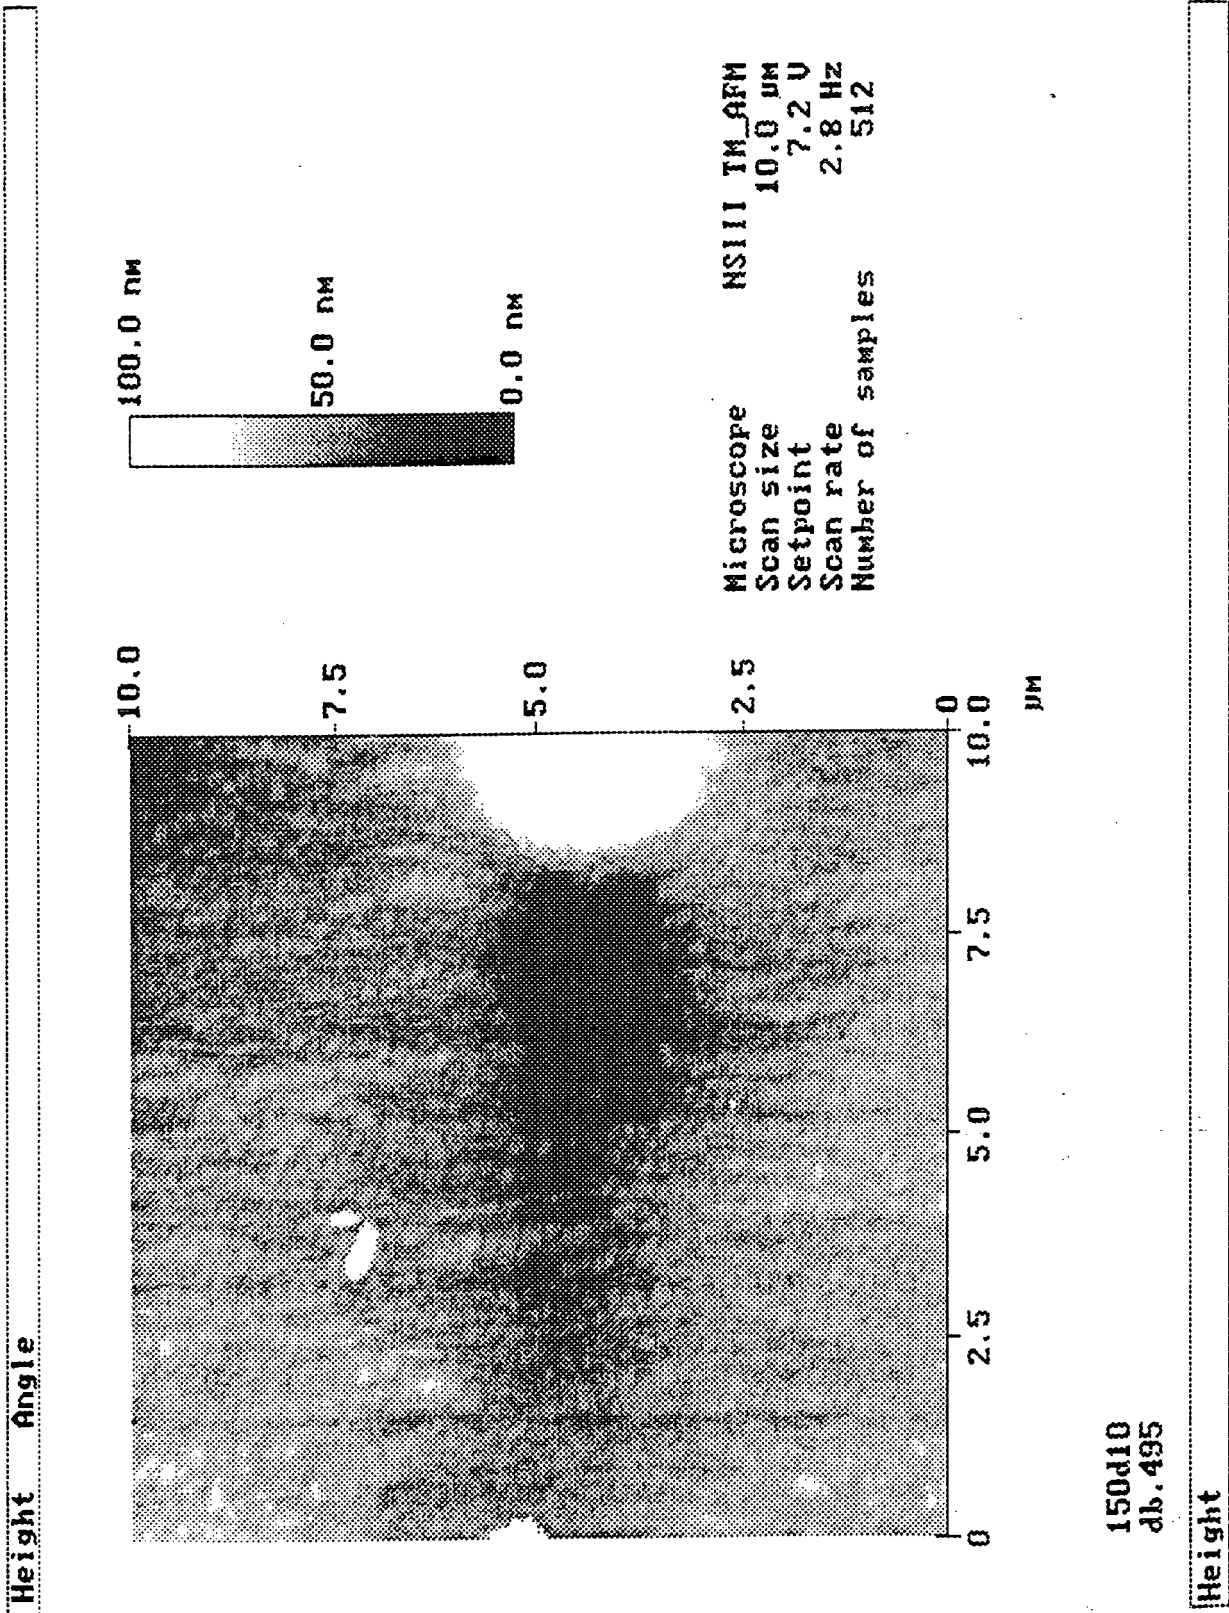 Height Angle
100.0 nm
50.0 nm
0.0 nm
10.0
7.5
5.0
2.5
0
0 2.5 5.0 7.5 10.0
µm
Microscope NSIII TM_AFM
Scan size 10.0 µm
Setpoint 7.2 V
Scan rate 2.8 Hz
Number of samples 512
150d10
db.495
Height